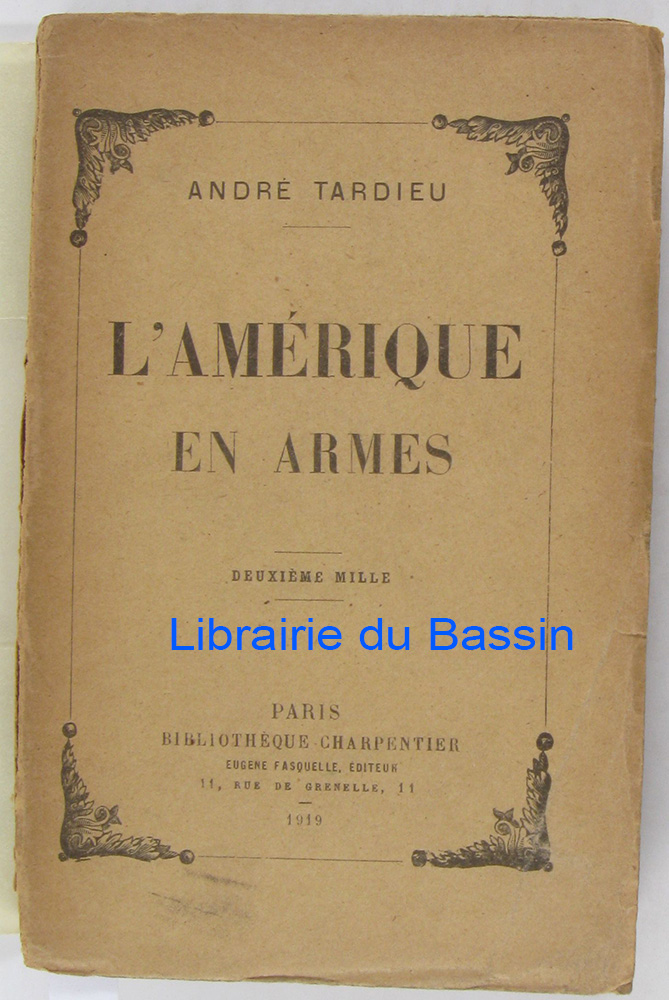 ANDRÉ TARDIEU
L'AMÉRIQUE
EN ARMES
DEUXIÈME MILLE
Librairie du Bassin
PARIS
BIBLIOTHÈQUE-CHARPENTIER
EUGÈNE FASQUELLE, ÉDITEUR
11, RUE DE GRENELLE, 11
1919